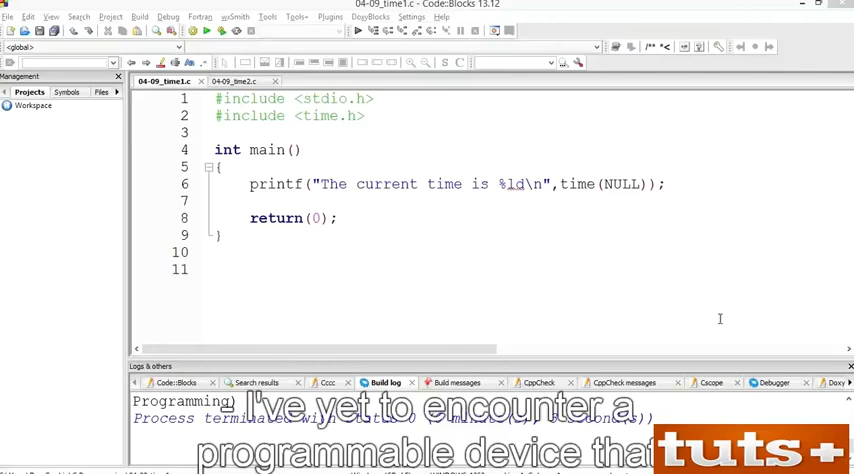 04-09_time1.c - Code::Blocks 13.12
File Edit View Search Project Build Debug Fortran wxSmith Tools Tools+ Plugins DoxyBlocks Settings Help
<global>
/** *<
S C
Management
04-09_time1.c 04-09_time2.c
Projects Symbols Files
Workspace
1 #include <stdio.h>
2 #include <time.h>
3
4 int main()
5 {
6 printf("The current time is %ld\n",time(NULL));
7
8 return(0);
9 }
10
11
Logs & others
Code::Blocks Search results Cccc Build log Build messages CppCheck CppCheck messages Cscope Debugger Doxy
Programming)
Process terminated with status 0
- I've yet to encounter a
programmable device that
tuts+